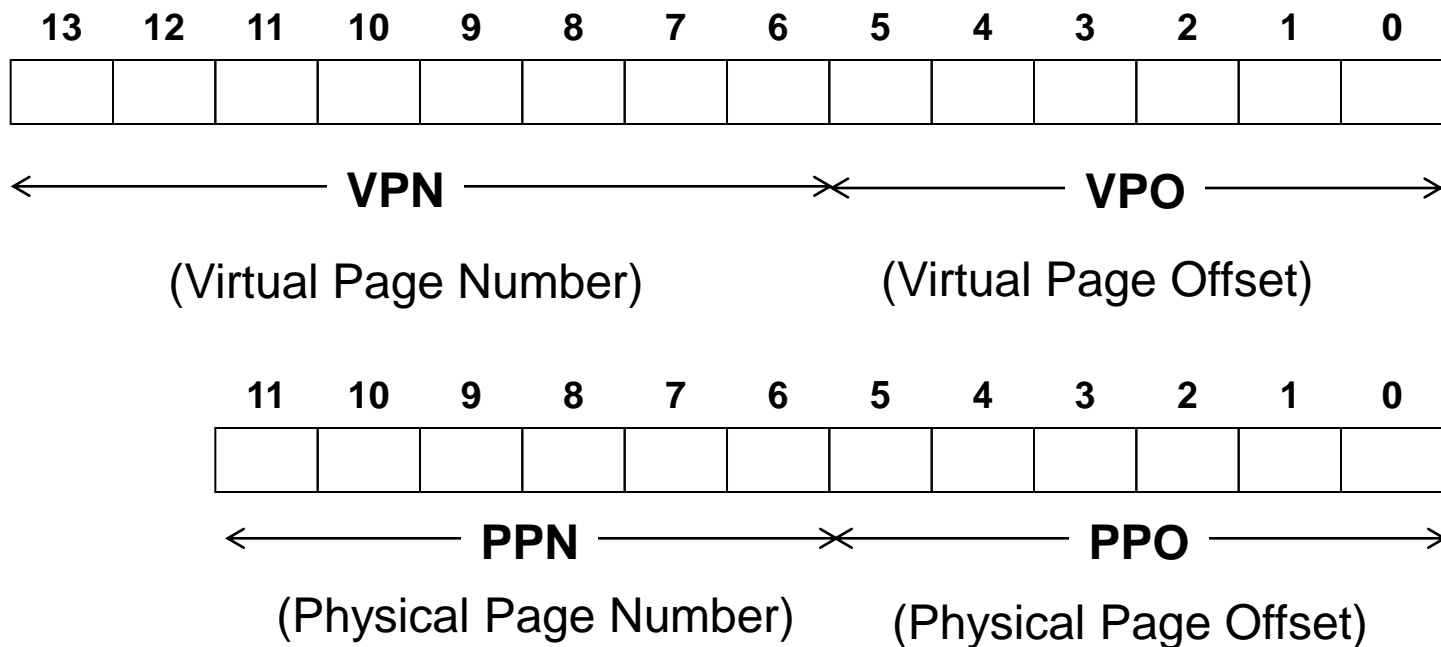 13 12 11 10 9 8 7 6 5 4 3 2 1 0
VPN VPO
(Virtual Page Number) (Virtual Page Offset)
11 10 9 8 7 6 5 4 3 2 1 0
PPN PPO
(Physical Page Number) (Physical Page Offset)